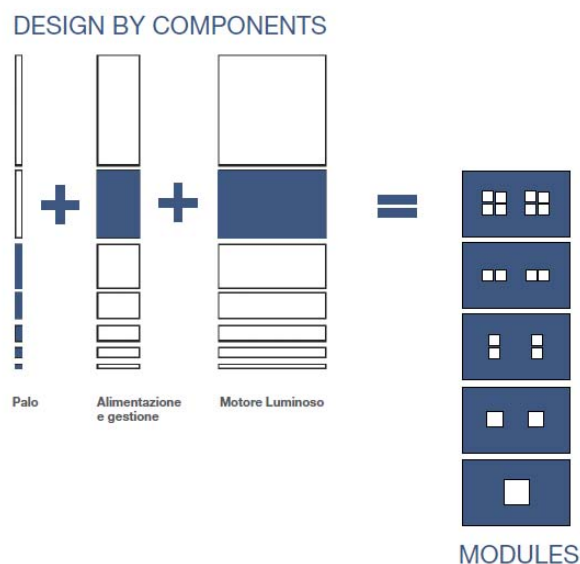 DESIGN BY COMPONENTS
Palo
Alimentazione
e gestione
Motore Luminoso
MODULES